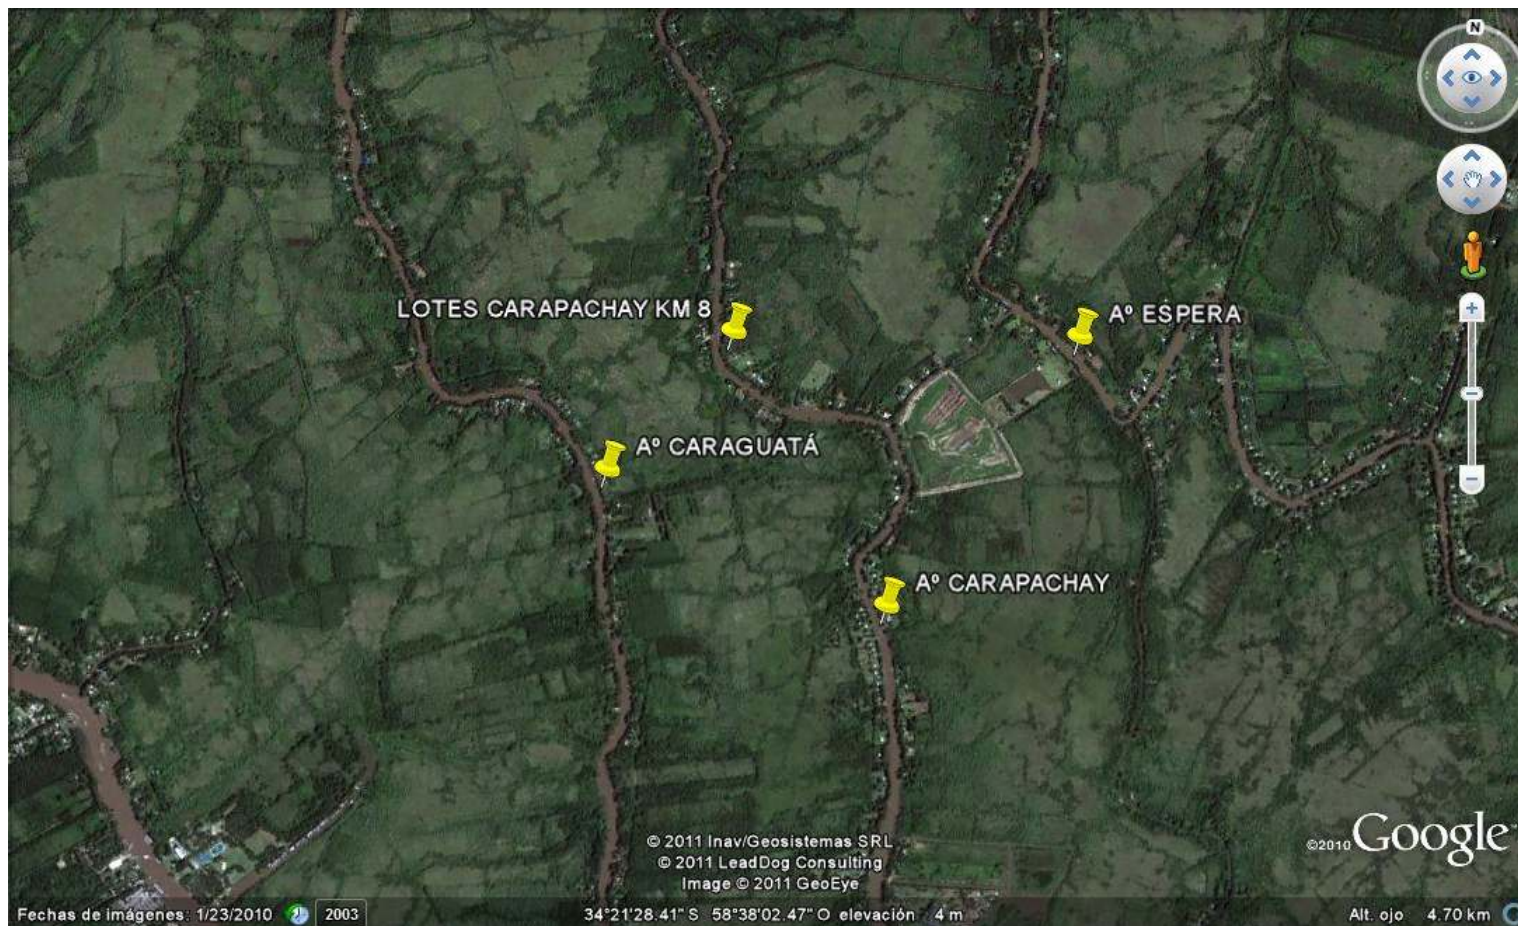 N
LOTES CARAPACHAY KM 8
Aº ESPERA
Aº CARAGUATÁ
Aº CARAPACHAY
© 2011 Inav/Geosistemas SRL
© 2011 LeadDog Consulting
Image © 2011 GeoEye
©2010 Google
Fechas de imágenes: 1/23/2010 2003 34°21'28.41" S 58°38'02.47" O elevación 4 m Alt. ojo 4.70 km